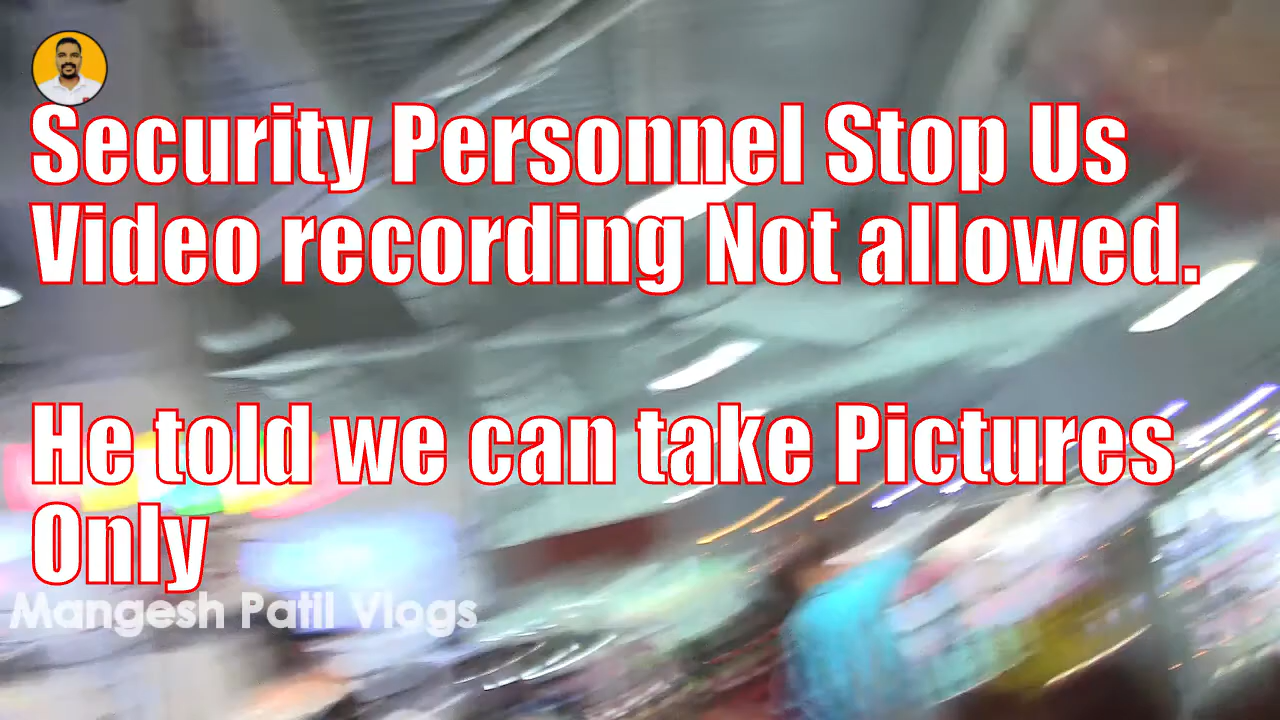 Security Personnel Stop Us
Video recording Not allowed.
He told we can take Pictures
Only
Mangesh Patil Vlogs